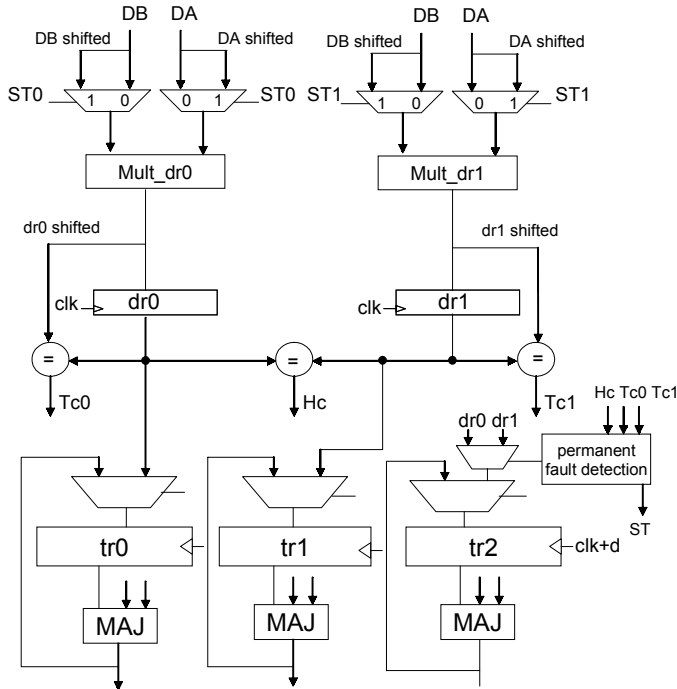 DB DA
DB shifted
DA shifted
ST0
1 0
0 1
ST0
DB DA
DB shifted
DA shifted
ST1
1 0
0 1
ST1
Mult_dr0
Mult_dr1
dr0 shifted
dr1 shifted
clk
dr0
clk
dr1
=
=
=
Tc0
Hc
Tc1
Hc Tc0 Tc1
dr0 dr1
permanent
fault detection
ST
tr0
tr1
tr2
clk+d
MAJ
MAJ
MAJ